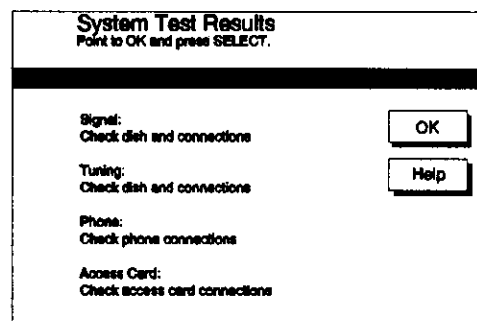 System Test Results
Point to OK and press SELECT.
Signal:
Check dish and connections
OK
Tuning:
Check dish and connections
Help
Phone:
Check phone connections
Access Card:
Check access card connections